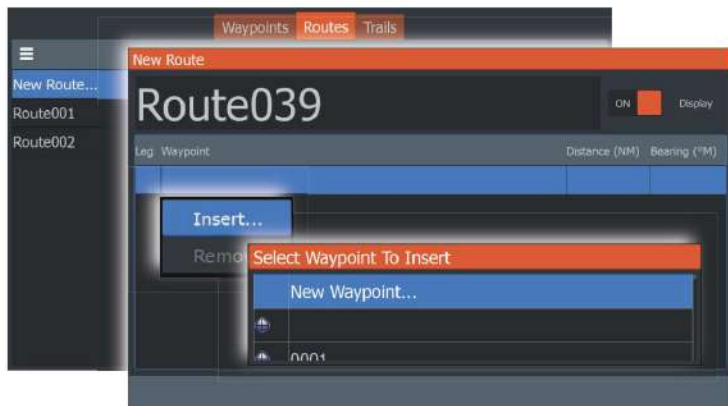 Waypoints Routes Trails
New Route...
Route001
Route002
New Route
Route039
ON Display
Leg Waypoint Distance (NM) Bearing (°M)
Insert...
Remo
Select Waypoint To Insert
New Waypoint...
0001